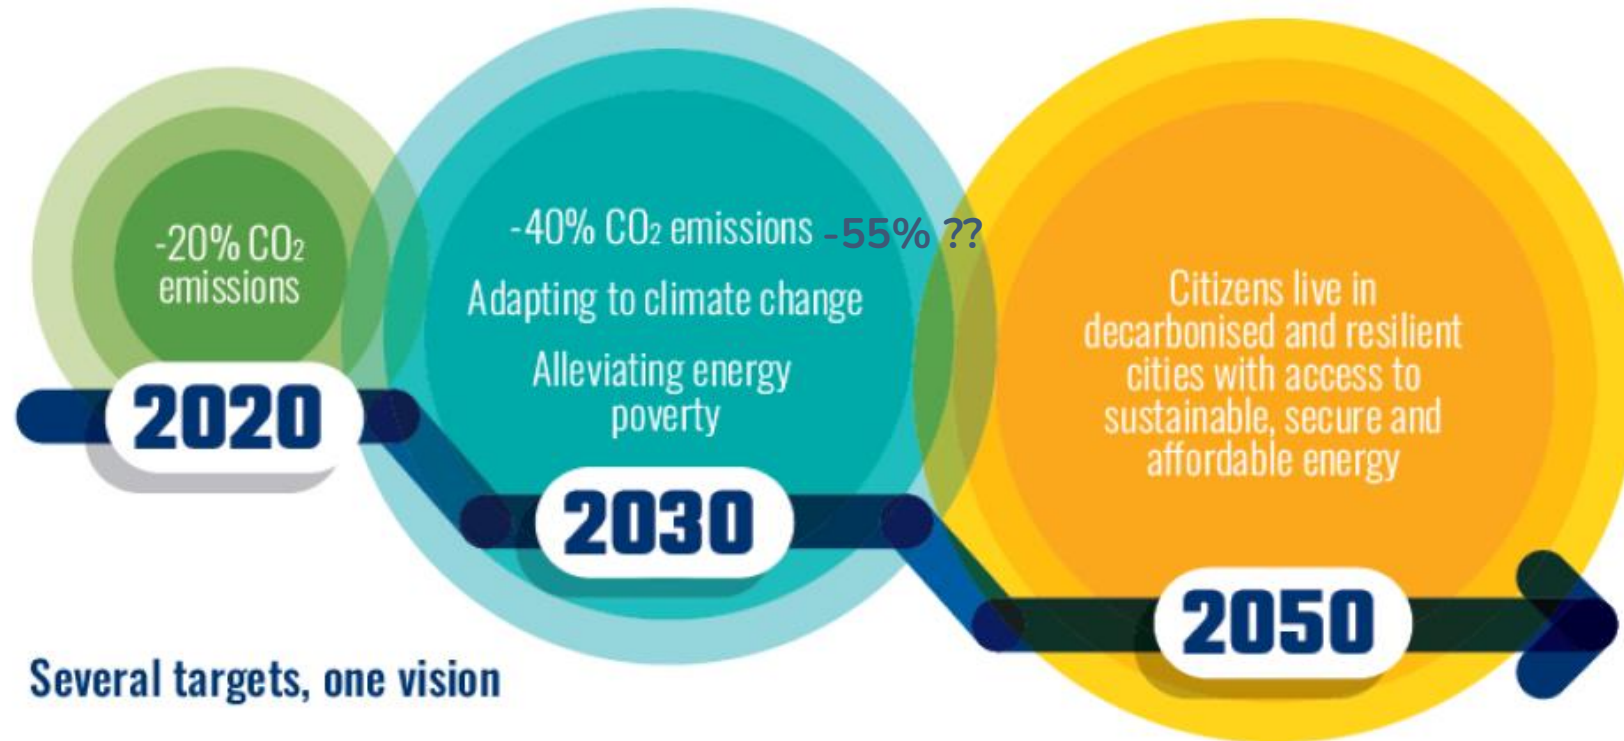 -20% CO₂
emissions
2020
-40% CO₂ emissions -55% ??
Adapting to climate change
Alleviating energy
poverty
2030
Citizens live in
decarbonised and resilient
cities with access to
sustainable, secure and
affordable energy
2050
Several targets, one vision